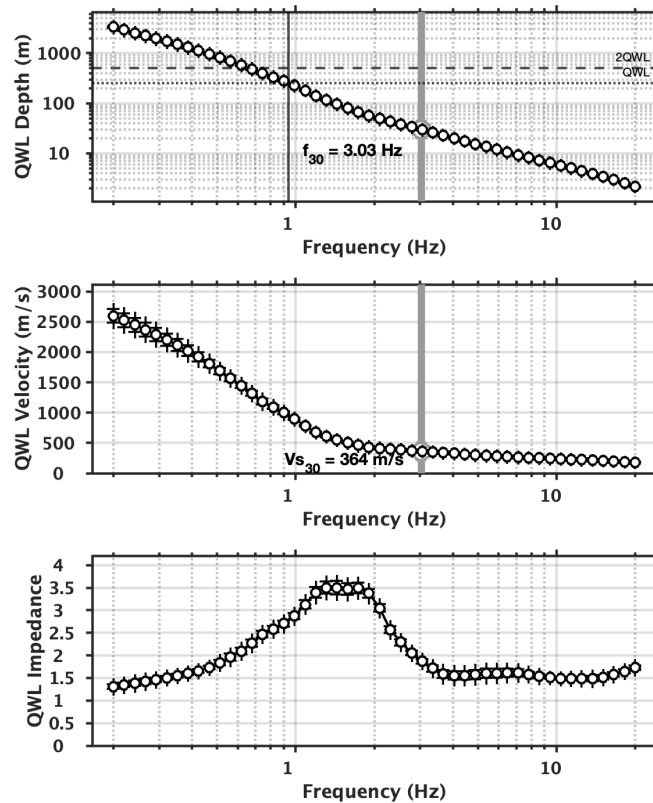 QWL Depth (m)
1000
100
10
2QWL
QWL
f30 = 3.03 Hz
1
10
Frequency (Hz)
QWL Velocity (m/s)
3000
2500
2000
1500
1000
500
0
Vs30 = 364 m/s
1
10
Frequency (Hz)
QWL Impedance
4
3.5
3
2.5
2
1.5
1
0.5
0
1
10
Frequency (Hz)